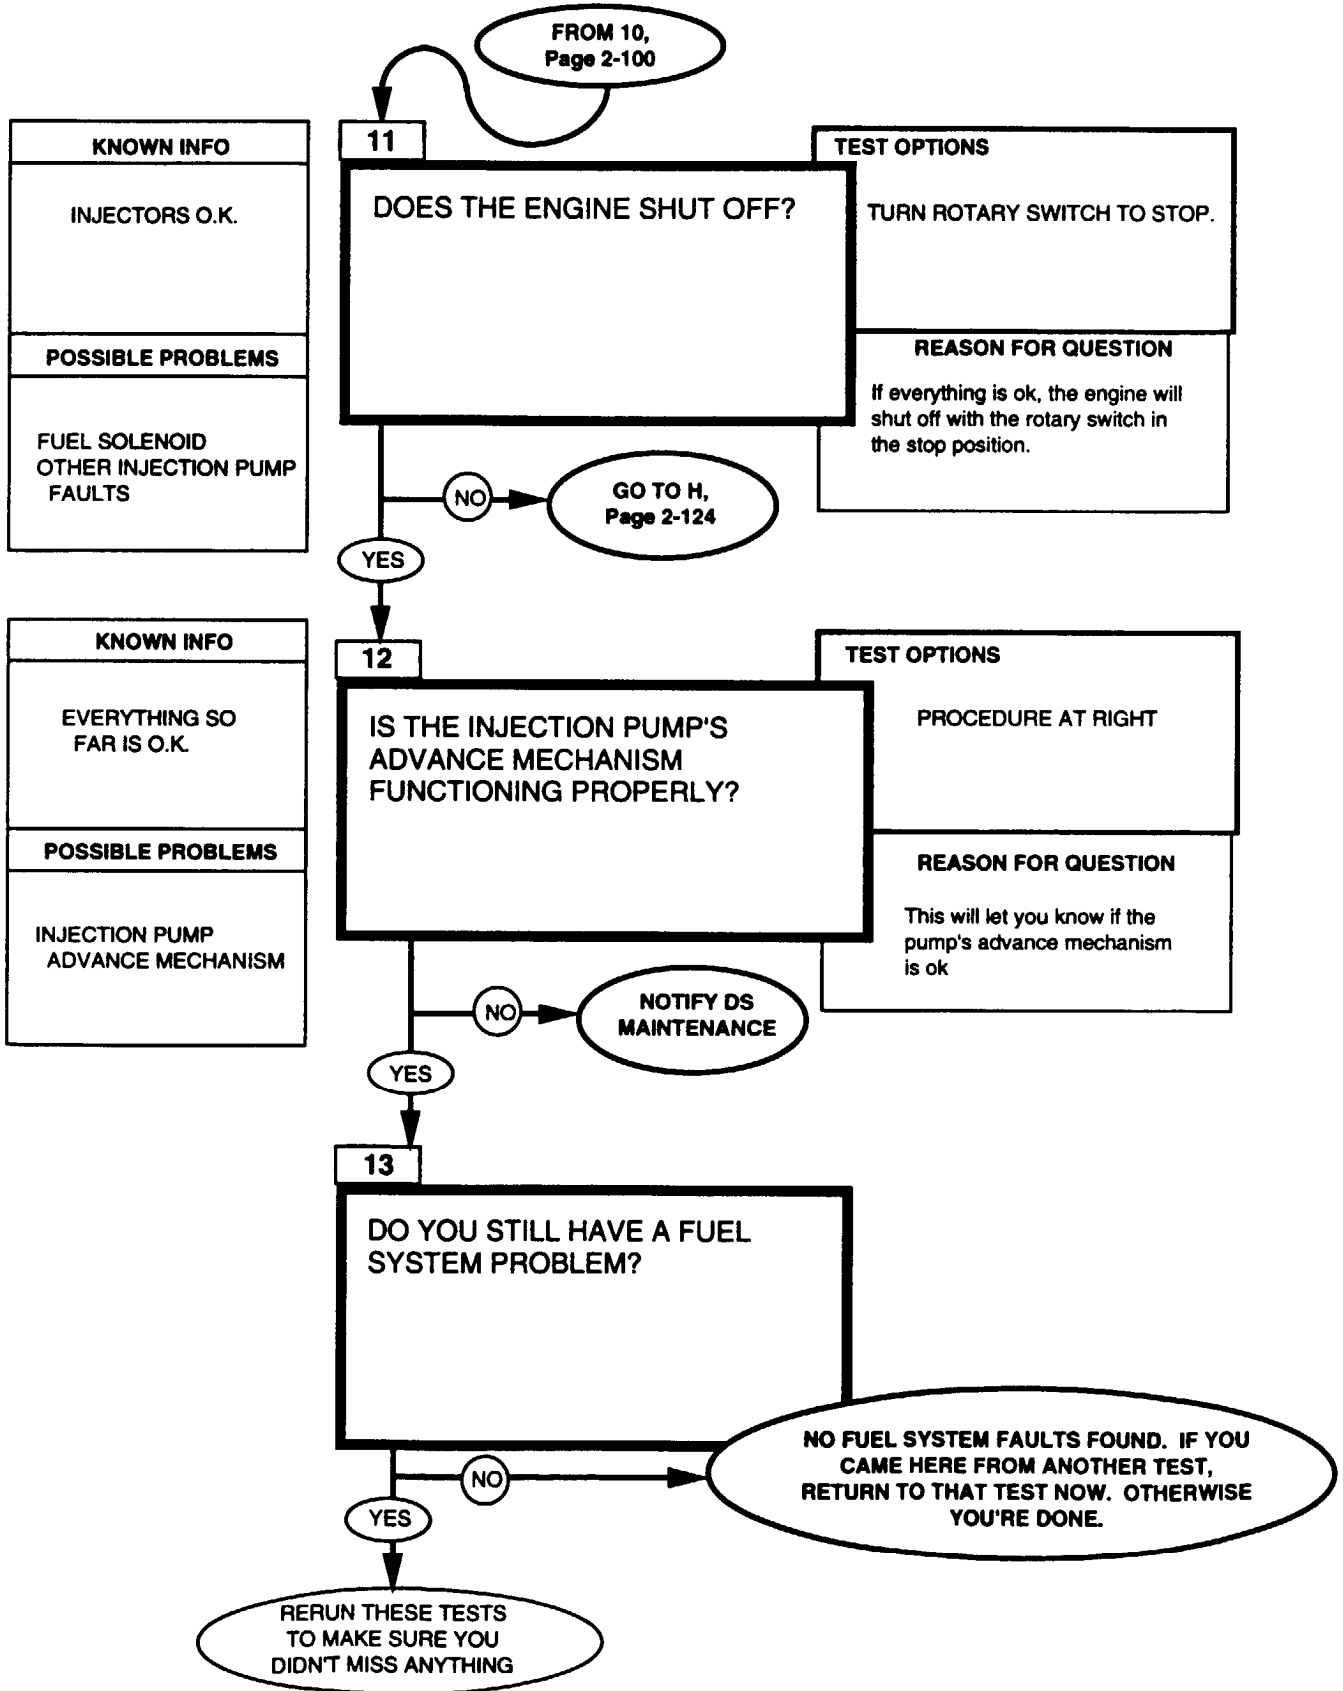 FROM 10,
Page 2-100
KNOWN INFO
INJECTORS O.K.
POSSIBLE PROBLEMS
FUEL SOLENOID
OTHER INJECTION PUMP
FAULTS
11
DOES THE ENGINE SHUT OFF?
TEST OPTIONS
TURN ROTARY SWITCH TO STOP.
REASON FOR QUESTION
If everything is ok, the engine will
shut off with the rotary switch in
the stop position.
NO
GO TO H,
Page 2-124
YES
KNOWN INFO
EVERYTHING SO
FAR IS O.K.
POSSIBLE PROBLEMS
INJECTION PUMP
ADVANCE MECHANISM
12
IS THE INJECTION PUMP'S
ADVANCE MECHANISM
FUNCTIONING PROPERLY?
TEST OPTIONS
PROCEDURE AT RIGHT
REASON FOR QUESTION
This will let you know if the
pump's advance mechanism
is ok
NO
NOTIFY DS
MAINTENANCE
YES
13
DO YOU STILL HAVE A FUEL
SYSTEM PROBLEM?
NO
NO FUEL SYSTEM FAULTS FOUND. IF YOU
CAME HERE FROM ANOTHER TEST,
RETURN TO THAT TEST NOW. OTHERWISE
YOU'RE DONE.
YES
RERUN THESE TESTS
TO MAKE SURE YOU
DIDN'T MISS ANYTHING